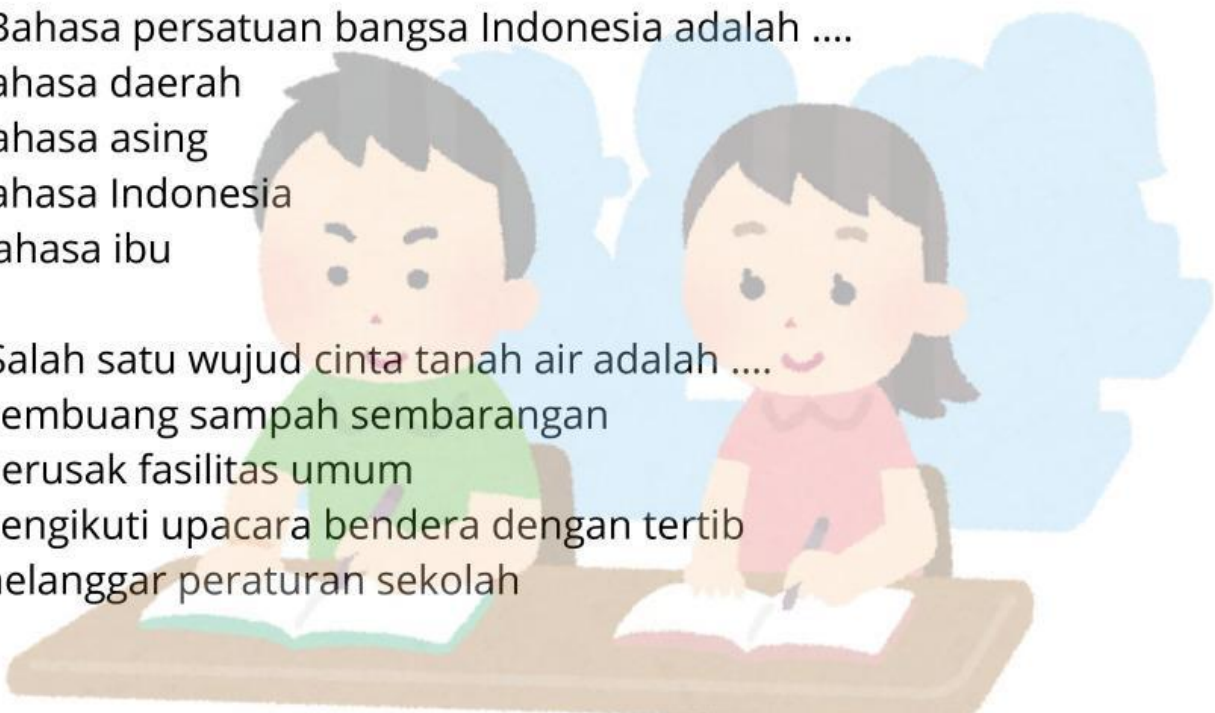 Bahasa persatuan bangsa Indonesia adalah ....
ahasa daerah
ahasa asing
ahasa Indonesia
ahasa ibu
Salah satu wujud cinta tanah air adalah ....
embuang sampah sembarangan
erusak fasilitas umum
engikuti upacara bendera dengan tertib
elanggar peraturan sekolah